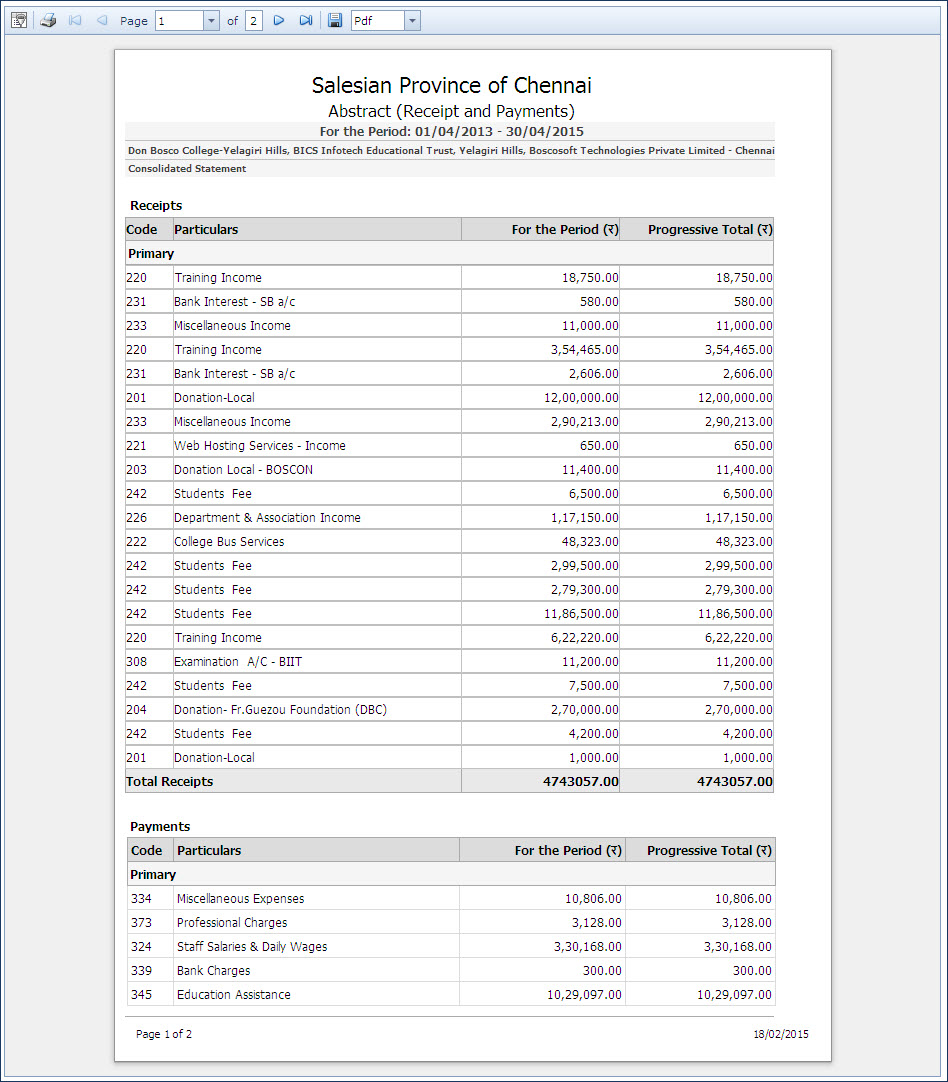 Page 1 of 2 Pdf
Salesian Province of Chennai
Abstract (Receipt and Payments)
For the Period: 01/04/2013 - 30/04/2015
Don Bosco College-Yelagiri Hills, BICS Infotech Educational Trust, Yelagiri Hills, Boscosoft Technologies Private Limited - Chennai
Consolidated Statement
Receipts
Code Particulars For the Period (₹) Progressive Total (₹)
Primary
220 Training Income 18,750.00 18,750.00
231 Bank Interest - SB a/c 580.00 580.00
233 Miscellaneous Income 11,000.00 11,000.00
220 Training Income 3,54,465.00 3,54,465.00
231 Bank Interest - SB a/c 2,606.00 2,606.00
201 Donation-Local 12,00,000.00 12,00,000.00
233 Miscellaneous Income 2,90,213.00 2,90,213.00
221 Web Hosting Services - Income 650.00 650.00
203 Donation Local - BOSCON 11,400.00 11,400.00
242 Students Fee 6,500.00 6,500.00
226 Department & Association Income 1,17,150.00 1,17,150.00
222 College Bus Services 48,323.00 48,323.00
242 Students Fee 2,99,500.00 2,99,500.00
242 Students Fee 2,79,300.00 2,79,300.00
242 Students Fee 11,86,500.00 11,86,500.00
220 Training Income 6,22,220.00 6,22,220.00
308 Examination A/C - BIIT 11,200.00 11,200.00
242 Students Fee 7,500.00 7,500.00
204 Donation- Fr.Guezou Foundation (DBC) 2,70,000.00 2,70,000.00
242 Students Fee 4,200.00 4,200.00
201 Donation-Local 1,000.00 1,000.00
Total Receipts 4743057.00 4743057.00
Payments
Code Particulars For the Period (₹) Progressive Total (₹)
Primary
334 Miscellaneous Expenses 10,806.00 10,806.00
373 Professional Charges 3,128.00 3,128.00
324 Staff Salaries & Daily Wages 3,30,168.00 3,30,168.00
339 Bank Charges 300.00 300.00
345 Education Assistance 10,29,097.00 10,29,097.00
Page 1 of 2 18/02/2015